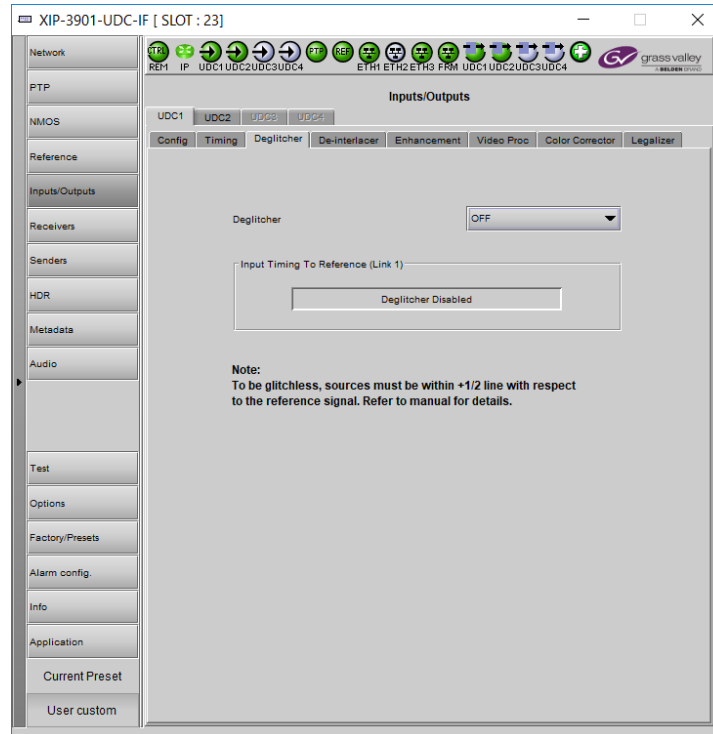 XIP-3901-UDC-IF [ SLOT : 23]
Network
PTP
NMOS
Reference
Inputs/Outputs
Receivers
Senders
HDR
Metadata
Audio
Test
Options
Factory/Presets
Alarm config.
Info
Application
Current Preset
User custom
CTRL PTP REF
REM IP UDC1 UDC2 UDC3 UDC4 ETH1 ETH2 ETH3 FRM UDC1 UDC2 UDC3 UDC4
GV grass valley
A BELDEN BRAND
Inputs/Outputs
UDC1 UDC2 UDC3 UDC4
Config Timing Deglitcher De-interlacer Enhancement Video Proc Color Corrector Legalizer
Deglitcher OFF
Input Timing To Reference (Link 1)
Deglitcher Disabled
Note:
To be glitchless, sources must be within +1/2 line with respect
to the reference signal. Refer to manual for details.